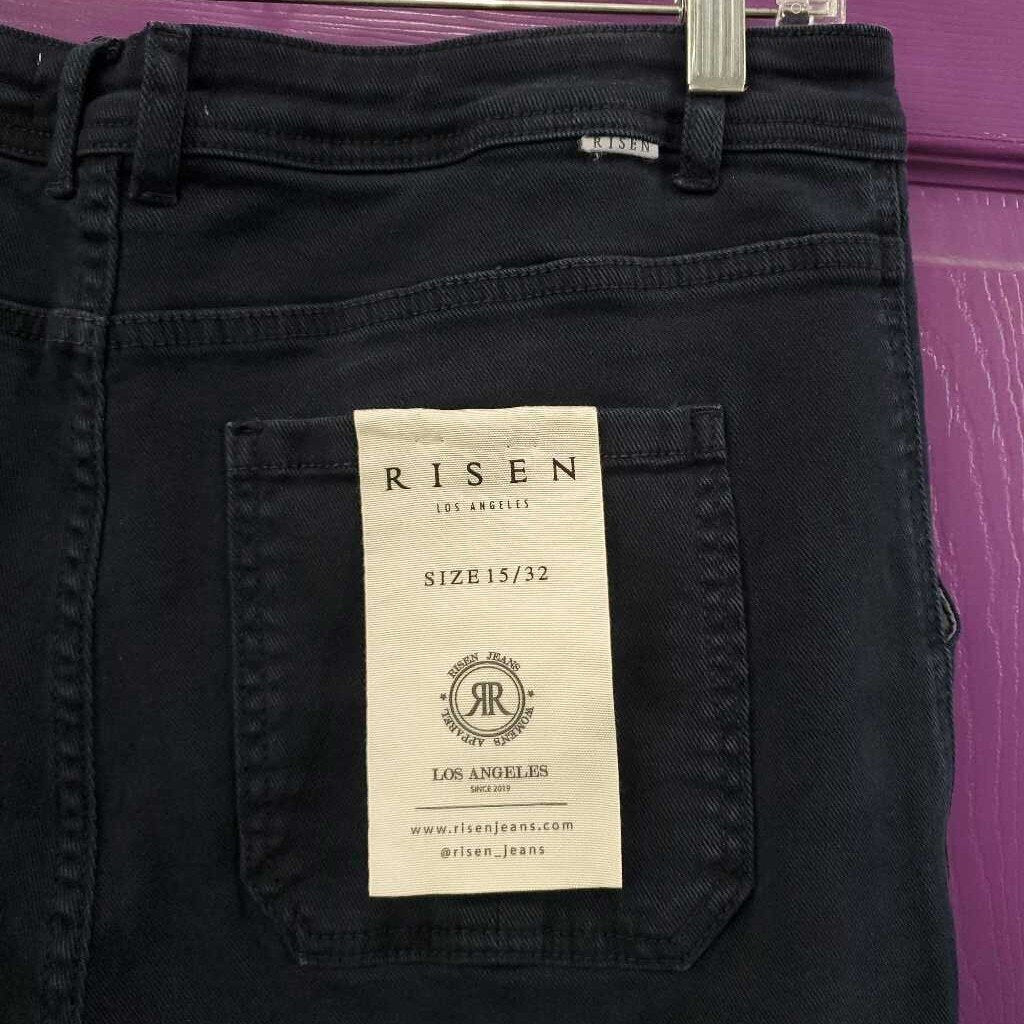 RISEN
RISEN
LOS ANGELES
SIZE 15/32
RISEN JEANS
RR
WOMEN'S APPAREL
LOS ANGELES
SINCE 2019
www.risenjeans.com
@risen_jeans